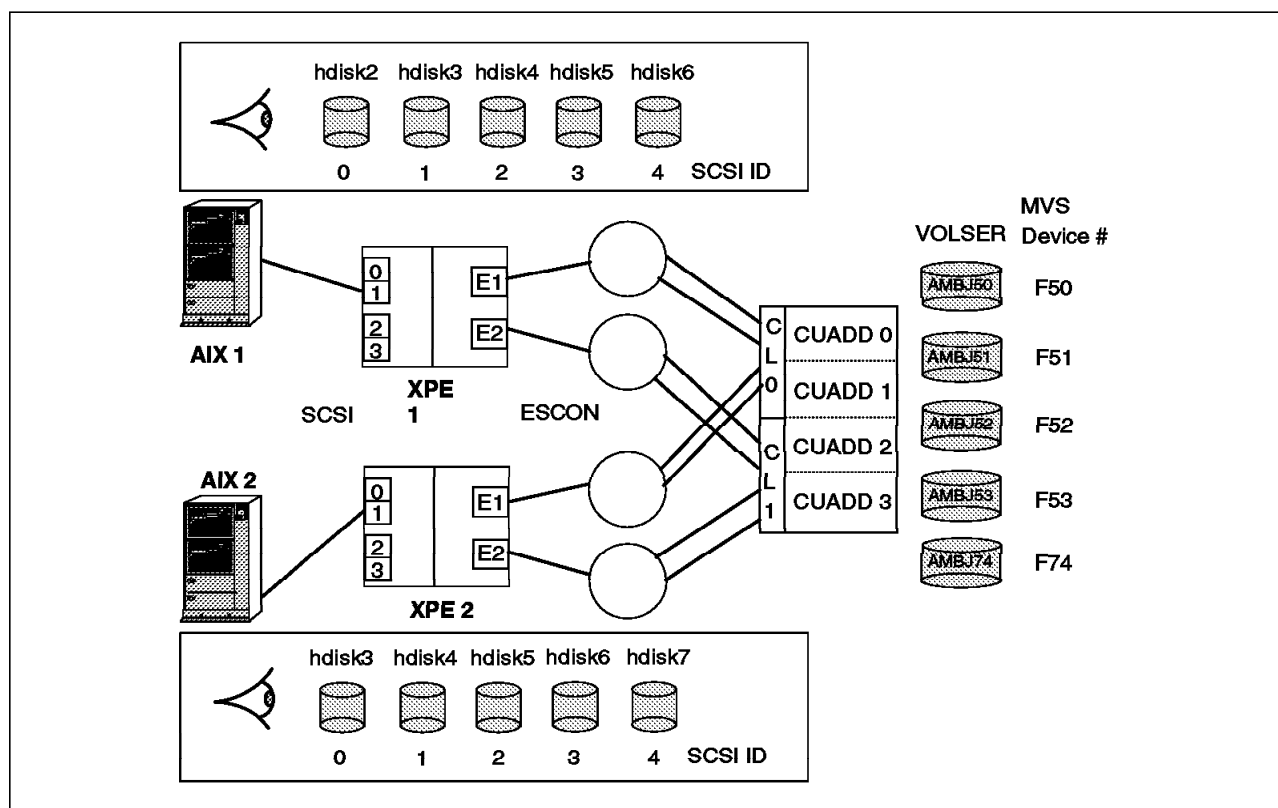 hdisk2 hdisk3 hdisk4 hdisk5 hdisk6
0 1 2 3 4 SCSI ID
AIX 1
0
1
2
3
E1
E2
XPE
1
SCSI
ESCON
C
L
0
C
L
1
CUADD 0
CUADD 1
CUADD 2
CUADD 3
VOLSER
MVS
Device #
AMBJ50 F50
AMBJ51 F51
AMBJ52 F52
AMBJ53 F53
AMBJ74 F74
AIX 2
0
1
2
3
E1
E2
XPE 2
hdisk3 hdisk4 hdisk5 hdisk6 hdisk7
0 1 2 3 4 SCSI ID